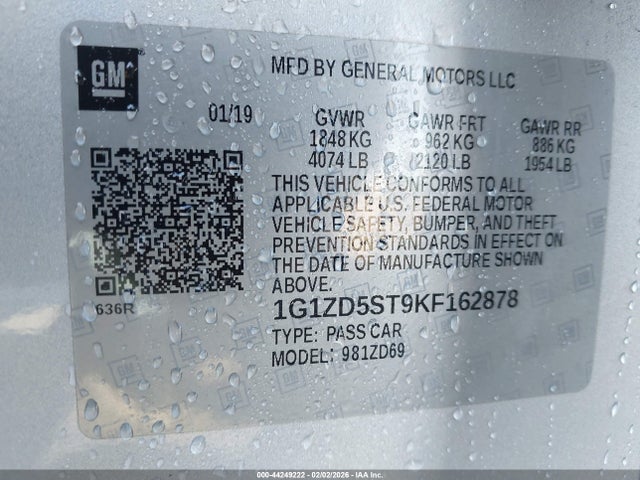 GM
MFD BY GENERAL MOTORS LLC
01/19 GVWR GAWR FRT GAWR RR
1848 KG 962 KG 886 KG
4074 LB 2120 LB 1954 LB
THIS VEHICLE CONFORMS TO ALL
APPLICABLE U.S. FEDERAL MOTOR
VEHICLE SAFETY, BUMPER, AND THEFT
PREVENTION STANDARDS IN EFFECT ON
THE DATE OF MANUFACTURE SHOWN
ABOVE.
636R
1G1ZD5ST9KF162878
TYPE: PASS CAR
MODEL: 981ZD69
000-44249222 - 02/02/2026 - IAA Inc.